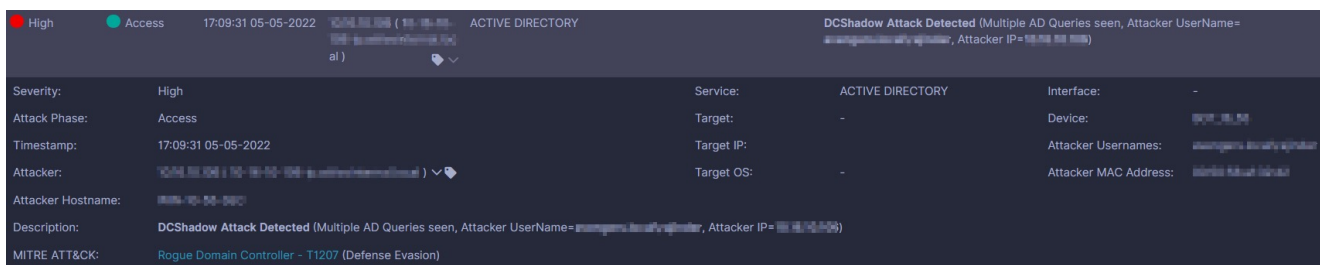 High Access 17:09:31 05-05-2022 ACTIVE DIRECTORY DCShadow Attack Detected (Multiple AD Queries seen, Attacker UserName=
, Attacker IP=
al )
Severity: High Service: ACTIVE DIRECTORY Interface: -
Attack Phase: Access Target: - Device:
Timestamp: 17:09:31 05-05-2022 Target IP: Attacker Usernames:
Attacker: Target OS: - Attacker MAC Address:
Attacker Hostname:
Description: DCShadow Attack Detected (Multiple AD Queries seen, Attacker UserName= , Attacker IP= )
MITRE ATT&CK: Rogue Domain Controller - T1207 (Defense Evasion)